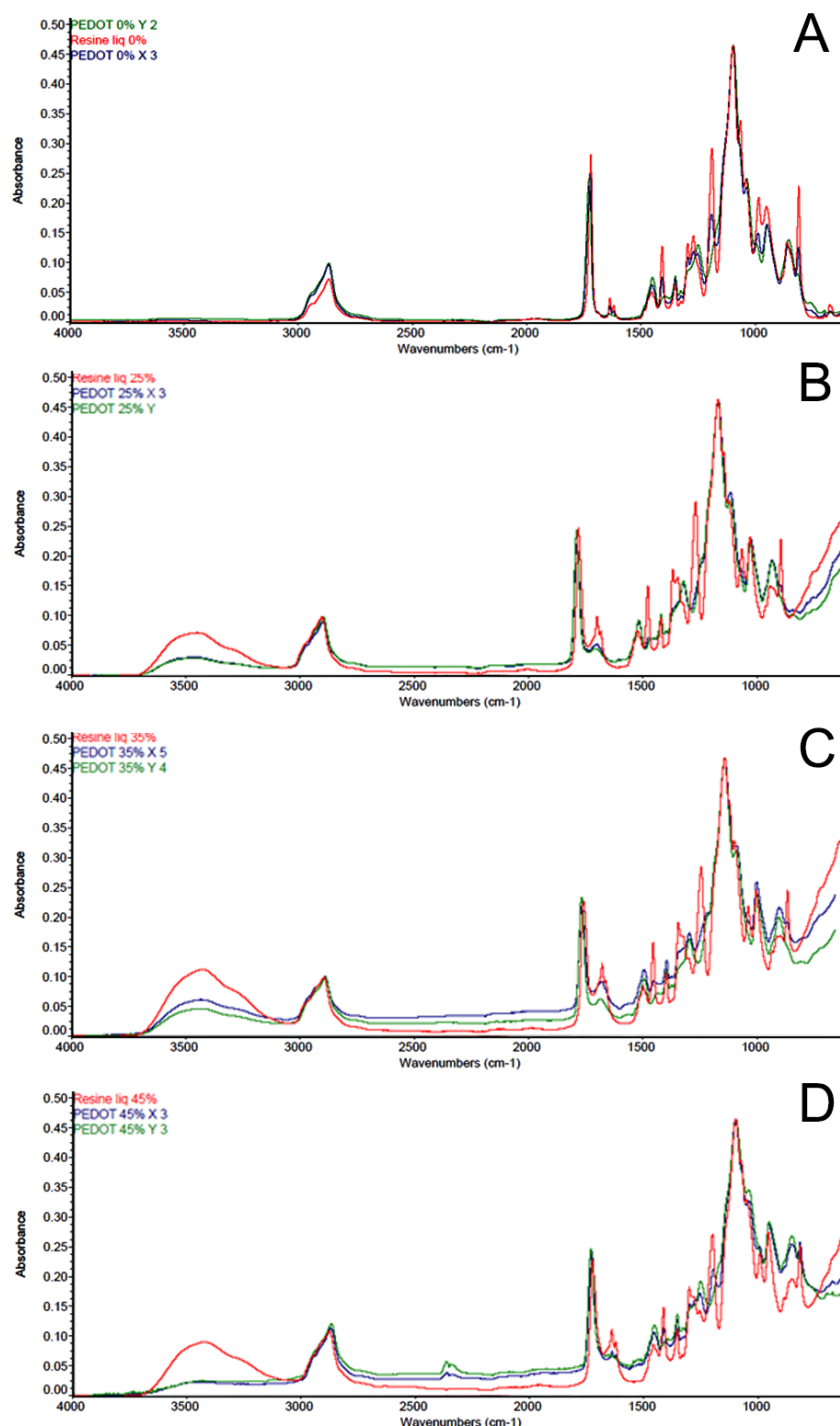 A
PEDOT 0% Y 2
Resine liq 0%
PEDOT 0% X 3
0.50
0.45
0.40
0.35
0.30
0.25
0.20
0.15
0.10
0.05
0.00
Absorbance
4000 3500 3000 2500 2000 1500 1000
Wavenumbers (cm-1)
B
Resine liq 25%
PEDOT 25% X 3
PEDOT 25% Y
0.50
0.45
0.40
0.35
0.30
0.25
0.20
0.15
0.10
0.05
0.00
Absorbance
4000 3500 3000 2500 2000 1500 1000
Wavenumbers (cm-1)
C
Resine liq 35%
PEDOT 35% X 5
PEDOT 35% Y 4
0.50
0.45
0.40
0.35
0.30
0.25
0.20
0.15
0.10
0.05
0.00
Absorbance
4000 3500 3000 2500 2000 1500 1000
Wavenumbers (cm-1)
D
Resine liq 45%
PEDOT 45% X 3
PEDOT 45% Y 3
0.50
0.45
0.40
0.35
0.30
0.25
0.20
0.15
0.10
0.05
0.00
Absorbance
4000 3500 3000 2500 2000 1500 1000
Wavenumbers (cm-1)